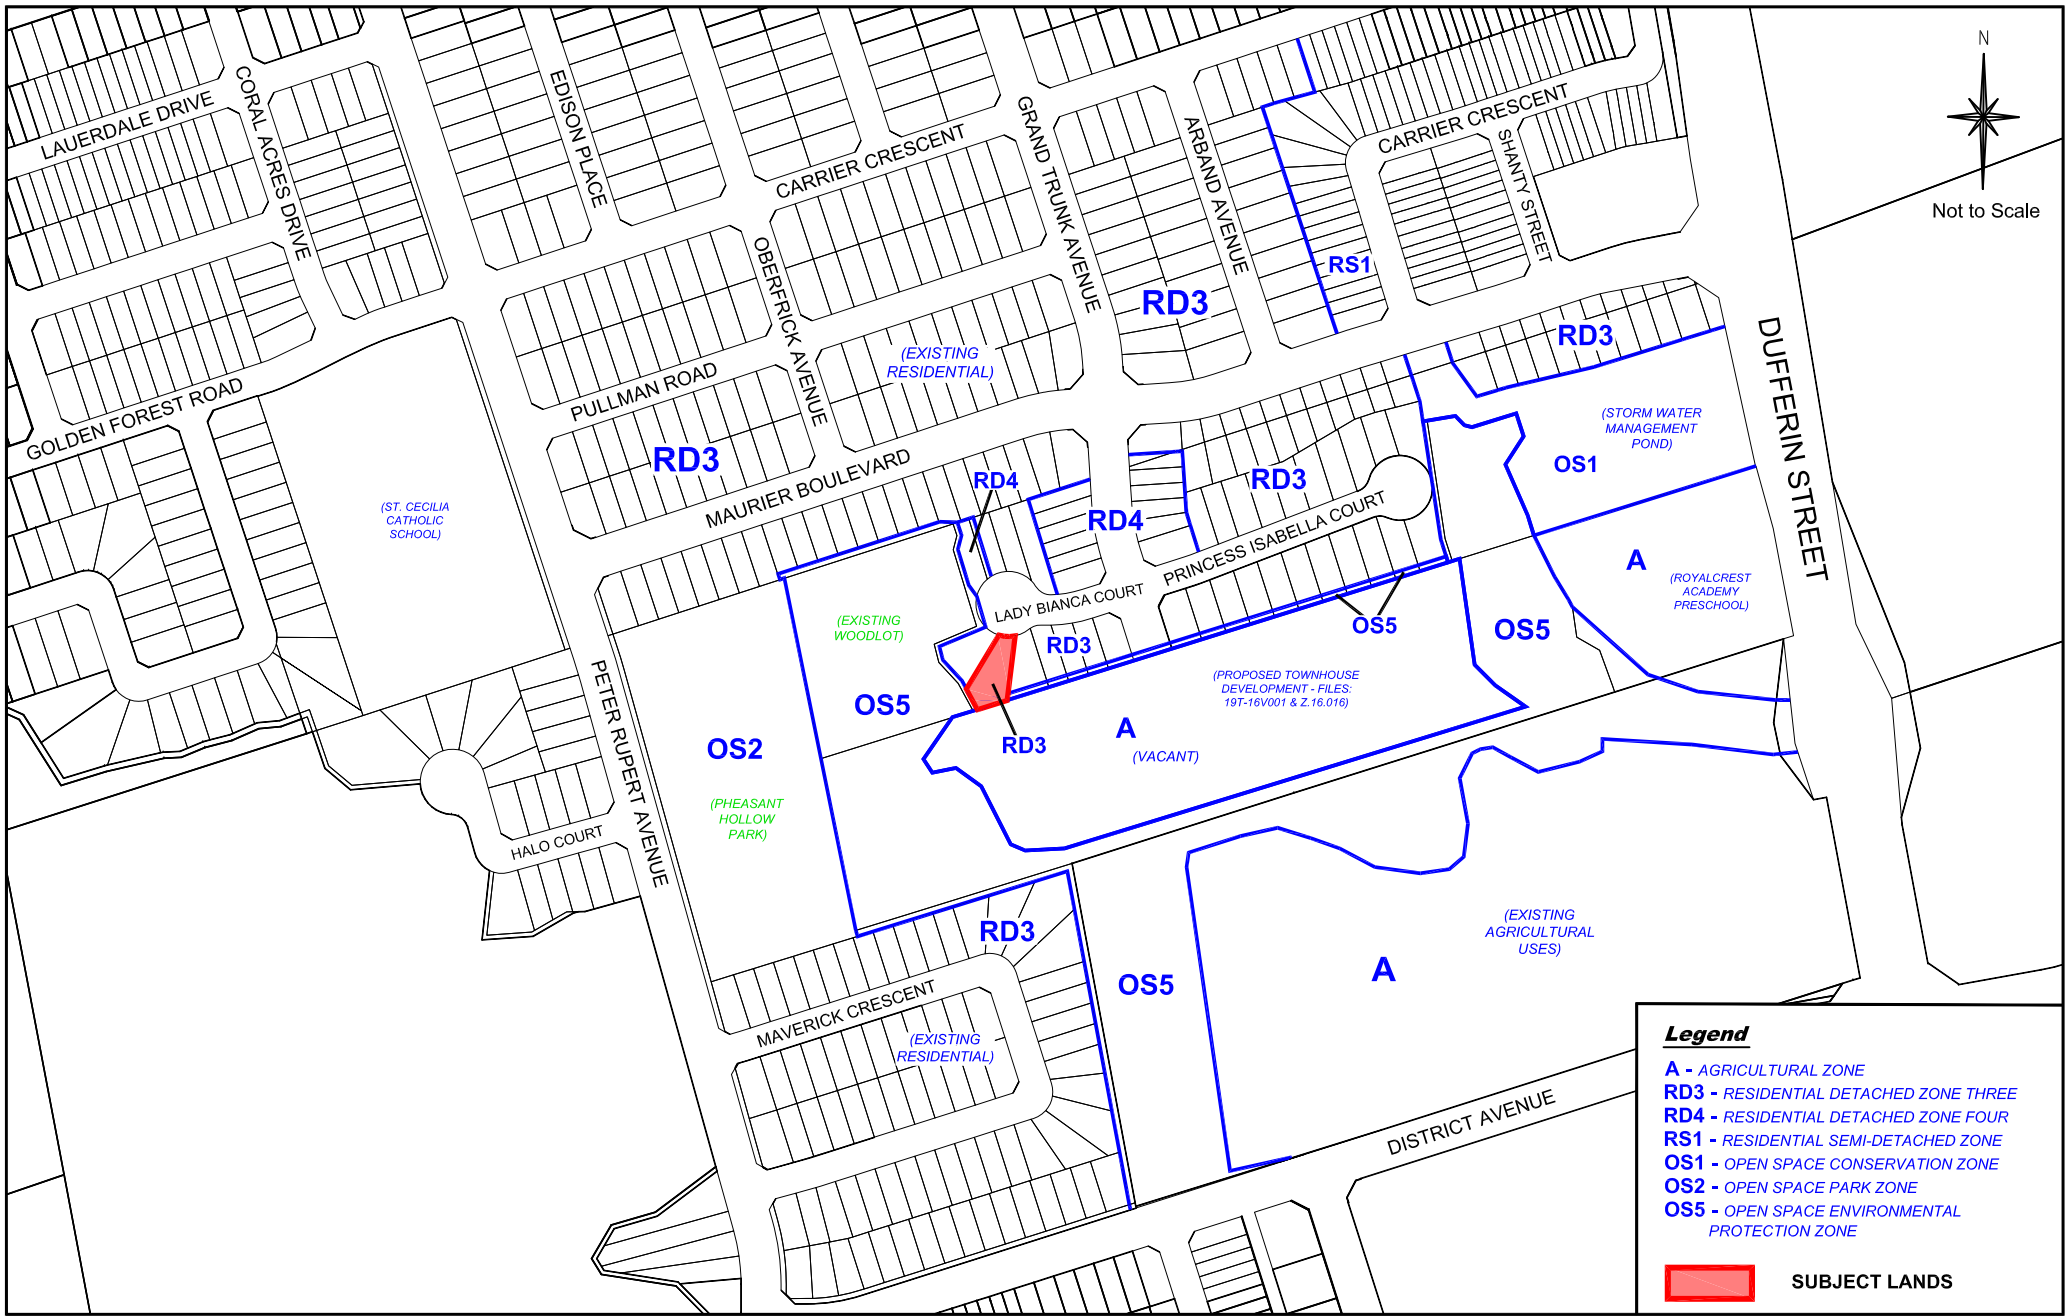 N
Not to Scale
LAUERDALE DRIVE
CORAL ACRES DRIVE
EDISON PLACE
CARRIER CRESCENT
GRAND TRUNK AVENUE
ARBAND AVENUE
CARRIER CRESCENT
SHANTY STREET
OBERFRICK AVENUE
RS1
RD3
RD3
DUFFERIN STREET
(EXISTING
RESIDENTIAL)
PULLMAN ROAD
GOLDEN FOREST ROAD
RD3
MAURIER BOULEVARD
(ST. CECILIA
CATHOLIC
SCHOOL)
RD4
RD4
RD3
(STORM WATER
MANAGEMENT
POND)
OS1
PRINCESS ISABELLA COURT
LADY BIANCA COURT
A
(ROYALCREST
ACADEMY
PRESCHOOL)
(EXISTING
WOODLOT)
RD3
OS5
OS5
OS5
RD3
(PROPOSED TOWNHOUSE
DEVELOPMENT - FILES:
19T-16V001 & Z.16.016)
A
(VACANT)
PETER RUPERT AVENUE
OS2
(PHEASANT
HOLLOW
PARK)
HALO COURT
RD3
MAVERICK CRESCENT
(EXISTING
RESIDENTIAL)
OS5
A
(EXISTING
AGRICULTURAL
USES)
DISTRICT AVENUE
Legend
A - AGRICULTURAL ZONE
RD3 - RESIDENTIAL DETACHED ZONE THREE
RD4 - RESIDENTIAL DETACHED ZONE FOUR
RS1 - RESIDENTIAL SEMI-DETACHED ZONE
OS1 - OPEN SPACE CONSERVATION ZONE
OS2 - OPEN SPACE PARK ZONE
OS5 - OPEN SPACE ENVIRONMENTAL
PROTECTION ZONE
SUBJECT LANDS